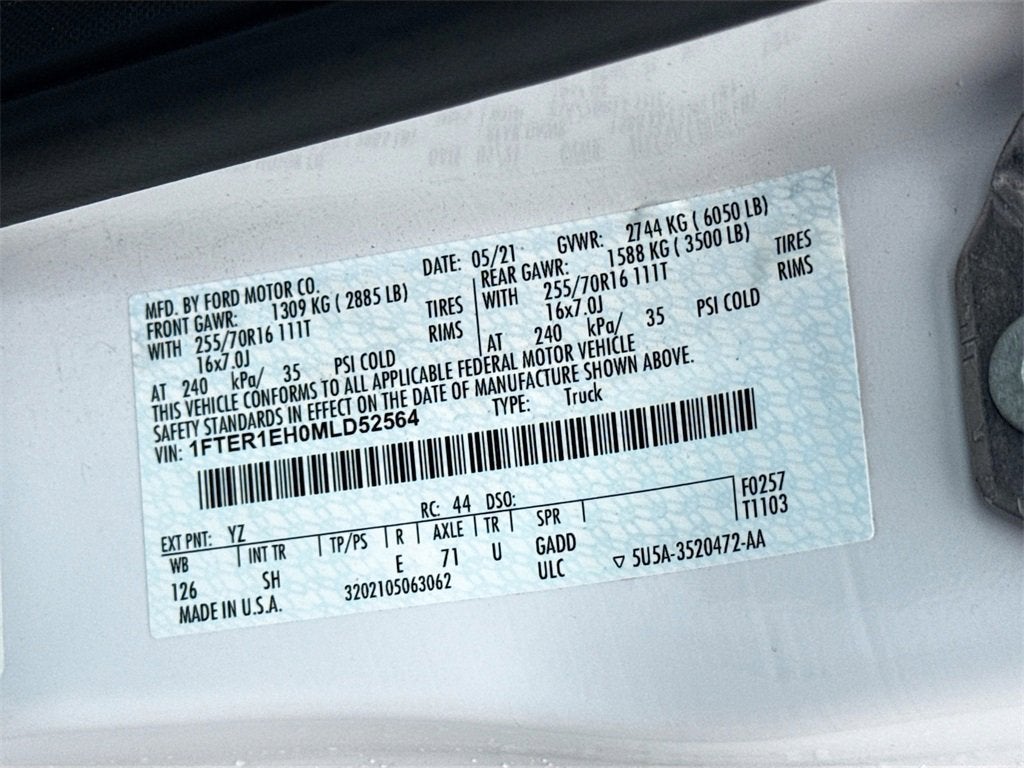 MFD. BY FORD MOTOR CO.
DATE: 05/21 GVWR: 2744 KG ( 6050 LB)
FRONT GAWR: 1309 KG ( 2885 LB)
REAR GAWR: 1588 KG ( 3500 LB)
WITH 255/70R16 111T TIRES
WITH 255/70R16 111T TIRES
16x7.0J RIMS
16x7.0J RIMS
AT 240 kPa/ 35 PSI COLD
AT 240 kPa/ 35 PSI COLD
THIS VEHICLE CONFORMS TO ALL APPLICABLE FEDERAL MOTOR VEHICLE
SAFETY STANDARDS IN EFFECT ON THE DATE OF MANUFACTURE SHOWN ABOVE.
VIN: 1FTER1EH0MLD52564 TYPE: Truck
EXT PNT: YZ RC: 44 DSO: F0257
WB INT TR TP/PS R AXLE TR SPR T1103
126 SH E 71 U GADD
MADE IN U.S.A. 3202105063062 ULC ▽ 5U5A-3520472-AA